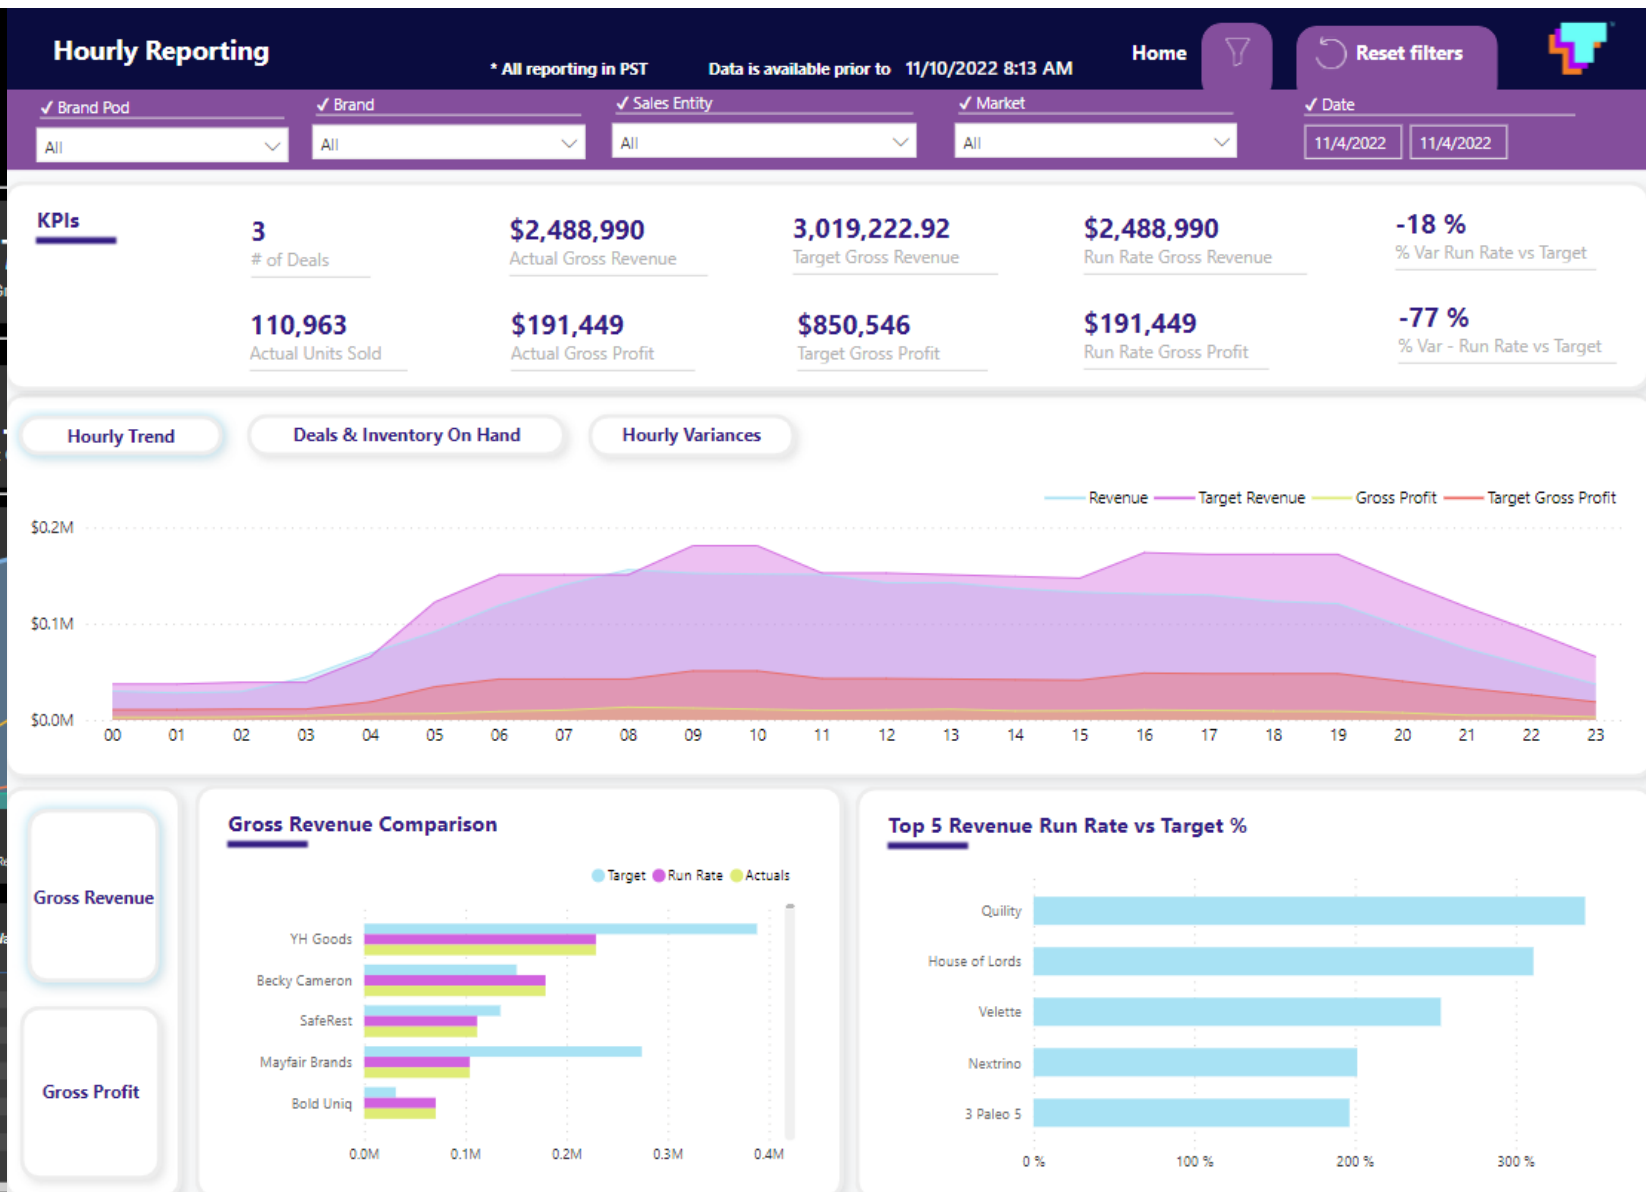 Hourly Reporting
* All reporting in PST
Data is available prior to 11/10/2022 8:13 AM
Home
Reset filters
✓ Brand Pod
✓ Brand
✓ Sales Entity
✓ Market
✓ Date
All
All
All
All
11/4/2022
11/4/2022
KPIs
3
# of Deals
$2,488,990
Actual Gross Revenue
3,019,222.92
Target Gross Revenue
$2,488,990
Run Rate Gross Revenue
-18 %
% Var Run Rate vs Target
110,963
Actual Units Sold
$191,449
Actual Gross Profit
$850,546
Target Gross Profit
$191,449
Run Rate Gross Profit
-77 %
% Var - Run Rate vs Target
Hourly Trend
Deals & Inventory On Hand
Hourly Variances
Revenue Target Revenue Gross Profit Target Gross Profit
$0.2M
$0.1M
$0.0M
00 01 02 03 04 05 06 07 08 09 10 11 12 13 14 15 16 17 18 19 20 21 22 23
Gross Revenue
Gross Profit
Gross Revenue Comparison
Target Run Rate Actuals
YH Goods
Becky Cameron
SafeRest
Mayfair Brands
Bold Uniq
0.0M 0.1M 0.2M 0.3M 0.4M
Top 5 Revenue Run Rate vs Target %
Quility
House of Lords
Velette
Nextrino
3 Paleo 5
0 % 100 % 200 % 300 %